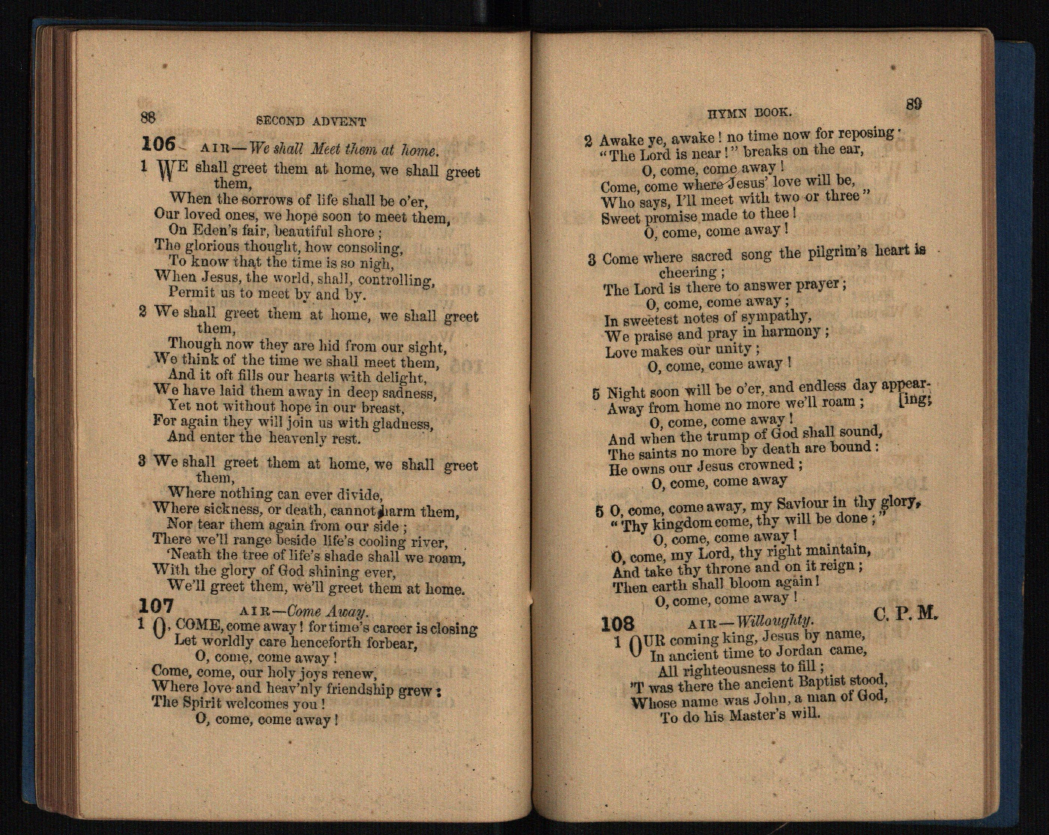 88
SECOND ADVENT
106 AIR—We shall Meet them at home.
1 WE shall greet them at home, we shall greet
them,
When the sorrows of life shall be o'er,
Our loved ones, we hope soon to meet them,
On Eden's fair, beautiful shore;
The glorious thought, how consoling,
To know that the time is so nigh,
When Jesus, the world, shall, controlling,
Permit us to meet by and by.
2 We shall greet them at home, we shall greet
them,
Though now they are hid from our sight,
We think of the time we shall meet them,
And it oft fills our hearts with delight,
We have laid them away in deep sadness,
Yet not without hope in our breast,
For again they will join us with gladness,
And enter the heavenly rest.
3 We shall greet them at home, we shall greet
them,
Where nothing can ever divide,
Where sickness, or death, cannot harm them,
Nor tear them again from our side;
There we'll range beside life's cooling river,
'Neath the tree of life's shade shall we roam,
With the glory of God shining ever,
We'll greet them, we'll greet them at home.
107 AIR—Come Away.
1 O, COME, come away! for time's career is closing
Let worldly care henceforth forbear,
O, come, come away!
Come, come, our holy joys renew,
Where love and heav'nly friendship grew:
The Spirit welcomes you!
O, come, come away!
HYMN BOOK.
89
2 Awake ye, awake! no time now for reposing
"The Lord is near!" breaks on the ear,
O, come, come away!
Come, come where Jesus' love will be,
Who says, I'll meet with two or three"
Sweet promise made to thee!
O, come, come away!
3 Come where sacred song the pilgrim's heart is
cheering;
The Lord is there to answer prayer;
O, come, come away;
In sweetest notes of sympathy,
We praise and pray in harmony;
Love makes our unity;
O, come, come away!
5 Night soon will be o'er, and endless day appear-
Away from home no more we'll roam; [ing;
O, come, come away!
And when the trump of God shall sound,
The saints no more by death are bound:
He owns our Jesus crowned;
O, come, come away
5 O, come, come away, my Saviour in thy glory,
"Thy kingdom come, thy will be done;"
O, come, come away!
O, come, my Lord, thy right maintain,
And take thy throne and on it reign;
Then earth shall bloom again!
O, come, come away!
108 AIR—Willoughty. C. P. M.
1 OUR coming king, Jesus by name,
In ancient time to Jordan came,
All righteousness to fill;
'T was there the ancient Baptist stood,
Whose name was John, a man of God,
To do his Master's will.